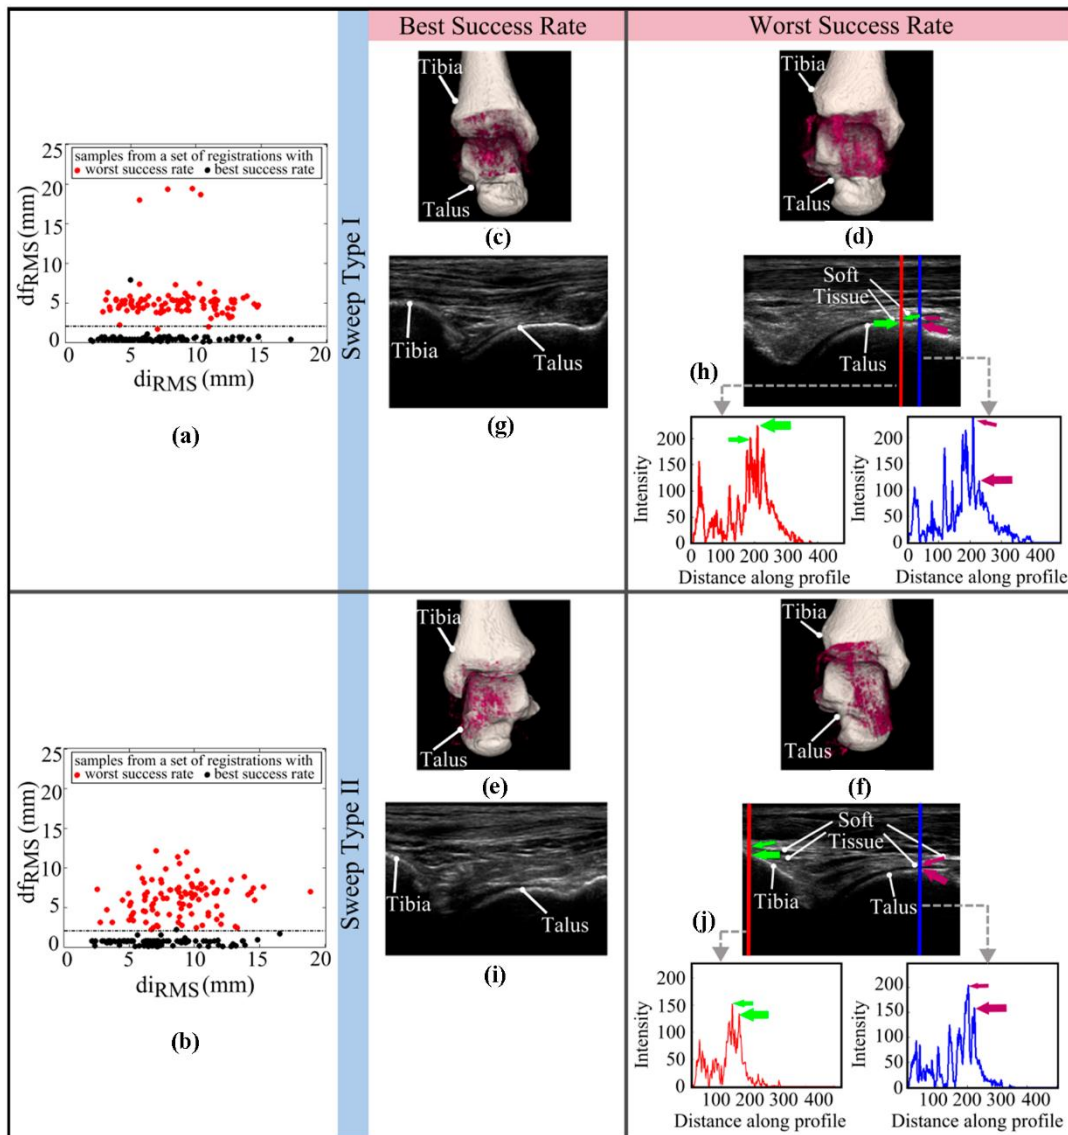 Best Success Rate
Worst Success Rate
Sweep Type I
25
20
15
10
5
0
dfRMS (mm)
samples from a set of registrations with
worst success rate
best success rate
0
5
10
15
20
diRMS (mm)
(a)
Tibia
Talus
(c)
Tibia
Talus
(d)
Tibia
Talus
(g)
Soft
Tissue
Talus
(h)
200
150
100
50
0
Intensity
0 100 200 300 400
Distance along profile
200
150
100
50
0
Intensity
0 100 200 300 400
Distance along profile
Sweep Type II
25
20
15
10
5
0
dfRMS (mm)
samples from a set of registrations with
worst success rate
best success rate
0
5
10
15
20
diRMS (mm)
(b)
Tibia
Talus
(e)
Tibia
Talus
(f)
Tibia
Talus
(i)
Soft
Tissue
Tibia
Talus
(j)
200
150
100
50
0
Intensity
100 200 300 400
Distance along profile
200
150
100
50
0
Intensity
0 100 200 300 400
Distance along profile